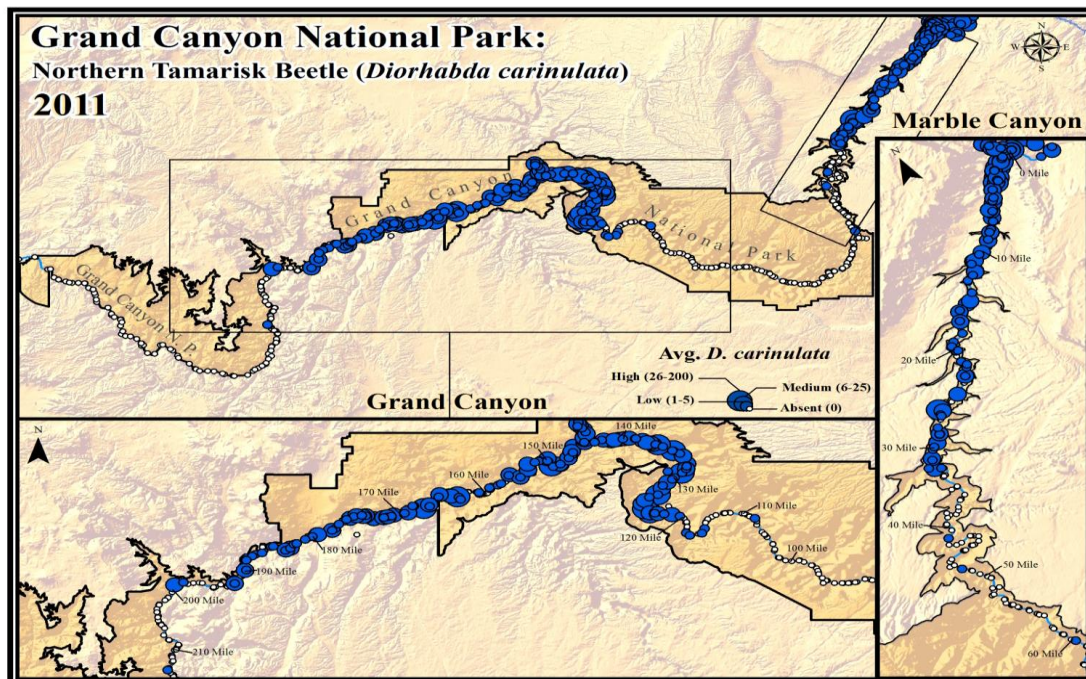 Grand Canyon National Park:
Northern Tamarisk Beetle (Diorhabda carinulata)
2011
N
W E
S
Marble Canyon
Grand Canyon
National Park
Grand Canyon N. P.
Avg. D. carinulata
High (26-200)
Medium (6-25)
Low (1-5)
Absent (0)
Grand Canyon
N
140 Mile
150 Mile
160 Mile
130 Mile
170 Mile
110 Mile
120 Mile
180 Mile
100 Mile
190 Mile
200 Mile
210 Mile
N
0 Mile
10 Mile
20 Mile
30 Mile
40 Mile
50 Mile
60 Mile